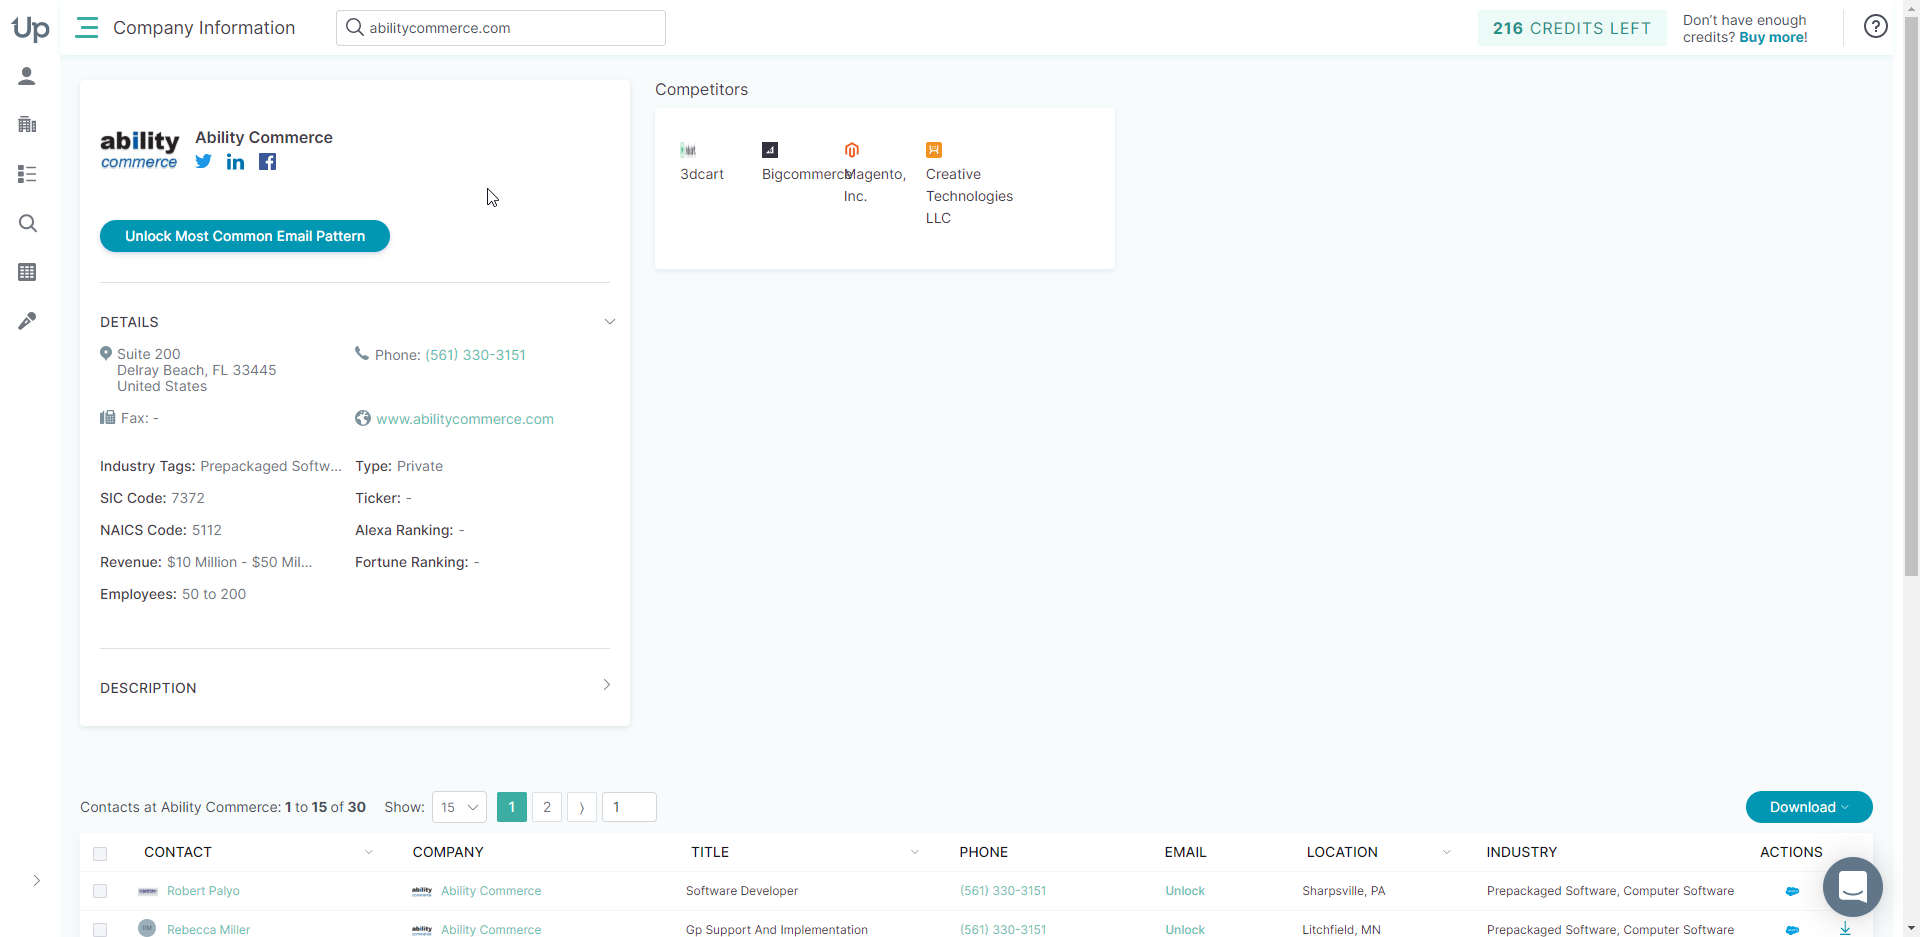 Up
Company Information
abilitycommerce.com
216 CREDITS LEFT
Don't have enough
credits? Buy more!
?
ability
commerce
Ability Commerce
Unlock Most Common Email Pattern
DETAILS
Suite 200
Delray Beach, FL 33445
United States
Phone: (561) 330-3151
Fax: -
www.abilitycommerce.com
Industry Tags: Prepackaged Softw...
Type: Private
SIC Code: 7372
Ticker: -
NAICS Code: 5112
Alexa Ranking: -
Revenue: $10 Million - $50 Mil...
Fortune Ranking: -
Employees: 50 to 200
DESCRIPTION
Competitors
3dcart
Bigcommerce
Magento,
Inc.
Creative
Technologies
LLC
Contacts at Ability Commerce: 1 to 15 of 30 Show: 15 1 2 ⟩ 1
Download
CONTACT COMPANY TITLE PHONE EMAIL LOCATION INDUSTRY ACTIONS
Robert Palyo ability Ability Commerce Software Developer (561) 330-3151 Unlock Sharpsville, PA Prepackaged Software, Computer Software
RM Rebecca Miller ability Ability Commerce Gp Support And Implementation (561) 330-3151 Unlock Litchfield, MN Prepackaged Software, Computer Software